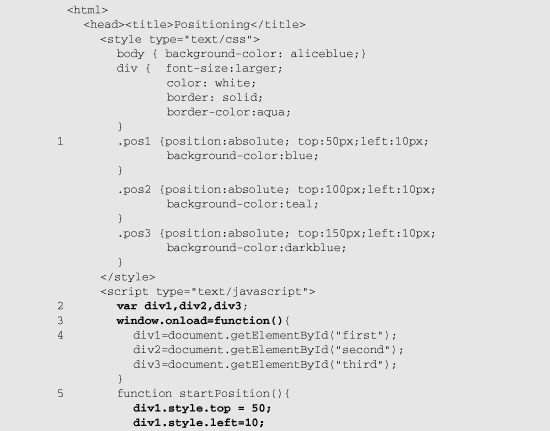 <html>
<head><title>Positioning</title>
<style type="text/css">
body { background-color: aliceblue;}
div {  font-size:larger;
color: white;
border: solid;
border-color:aqua;
}
1 .pos1 {position:absolute; top:50px;left:10px;
background-color:blue;
}
.pos2 {position:absolute; top:100px;left:10px;
background-color:teal;
}
.pos3 {position:absolute; top:150px;left:10px;
background-color:darkblue;
}
</style>
<script type="text/javascript">
2 var div1,div2,div3;
3 window.onload=function(){
4 div1=document.getElementById("first");
div2=document.getElementById("second");
div3=document.getElementById("third");
}
5 function startPosition(){
div1.style.top = 50;
div1.style.left=10;